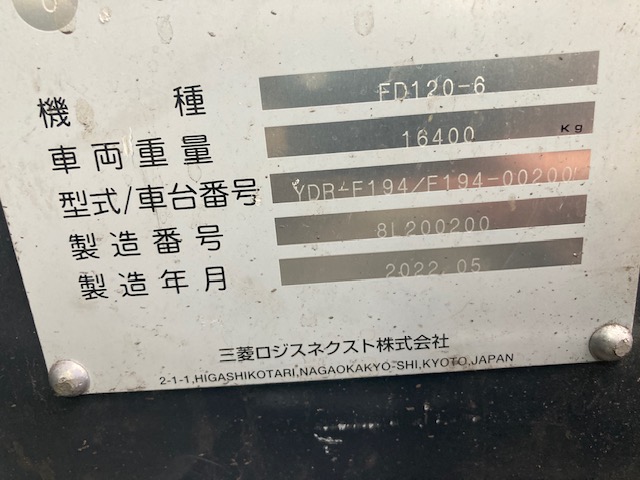 機種 FD120-6
車両重量 16400 Kg
型式/車台番号 YDR-F194/F194-00200
製造番号 8L200200
製造年月 2022.05
三菱ロジスネクスト株式会社
2-1-1,HIGASHIKOTARI,NAGAOKAKYO-SHI,KYOTO,JAPAN